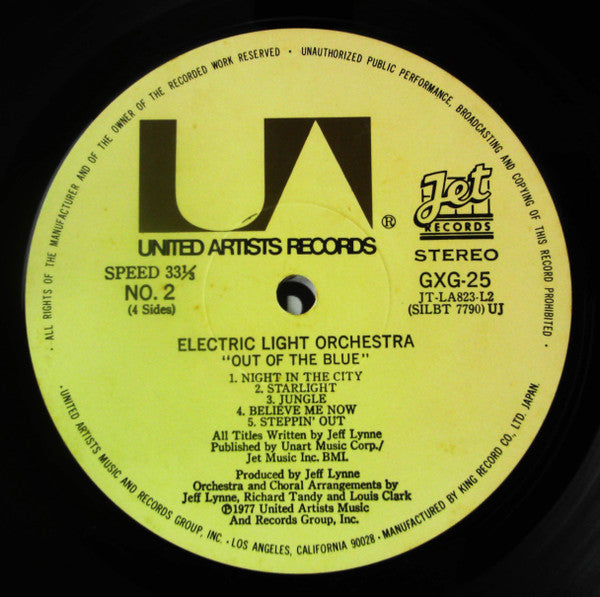 · ALL RIGHTS OF THE MANUFACTURER AND OF THE OWNER OF THE RECORDED WORK RESERVED · UNAUTHORIZED PUBLIC PERFORMANCE, BROADCASTING AND COPYING OF THIS RECORD PROHIBITED ·
UA
®
UNITED ARTISTS RECORDS
Jet
RECORDS
STEREO
SPEED 33⅓
GXG-25
NO. 2
JT-LA823-L2
(4 Sides)
(SILBT 7790) UJ
ELECTRIC LIGHT ORCHESTRA
"OUT OF THE BLUE"
1. NIGHT IN THE CITY
2. STARLIGHT
3. JUNGLE
4. BELIEVE ME NOW
5. STEPPIN' OUT
All Titles Written by Jeff Lynne
Published by Unart Music Corp./
Jet Music Inc. BMI.
Produced by Jeff Lynne
Orchestra and Choral Arrangements by
Jeff Lynne, Richard Tandy and Louis Clark
℗1977 United Artists Music
And Records Group, Inc.
· UNITED ARTISTS MUSIC AND RECORDS GROUP, INC. · LOS ANGELES, CALIFORNIA 90028 · MANUFACTURED BY KING RECORD CO, LTD. JAPAN.